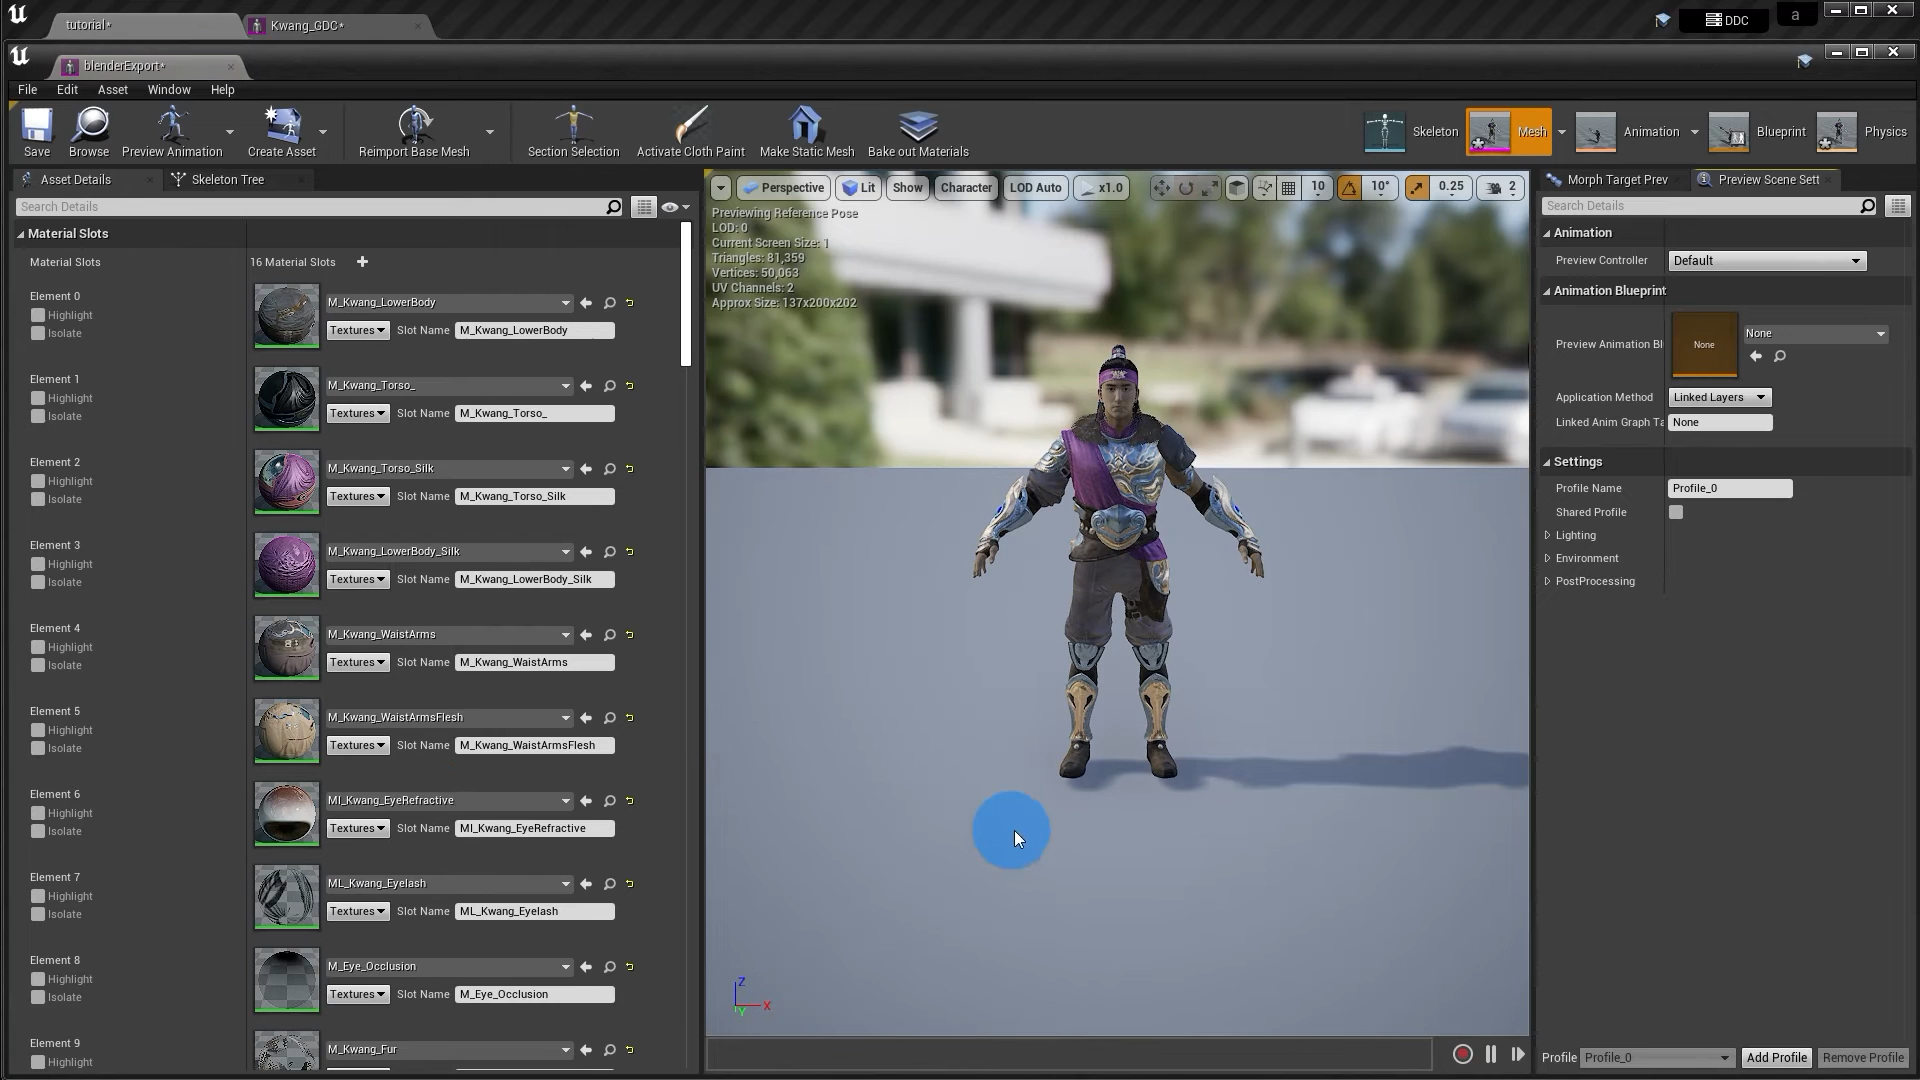 tutorial*
Kwang_GDC*
DDC
a
blenderExport*
File Edit Asset Window Help
Save Browse Preview Animation Create Asset Reimport Base Mesh Section Selection Activate Cloth Paint Make Static Mesh Bake out Materials
Skeleton Mesh Animation Blueprint Physics
Asset Details
Skeleton Tree
Search Details
Material Slots
Material Slots 16 Material Slots
Element 0
Highlight
Isolate
M_Kwang_LowerBody
Textures Slot Name M_Kwang_LowerBody
Element 1
Highlight
Isolate
M_Kwang_Torso_
Textures Slot Name M_Kwang_Torso_
Element 2
Highlight
Isolate
M_Kwang_Torso_Silk
Textures Slot Name M_Kwang_Torso_Silk
Element 3
Highlight
Isolate
M_Kwang_LowerBody_Silk
Textures Slot Name M_Kwang_LowerBody_Silk
Element 4
Highlight
Isolate
M_Kwang_WaistArms
Textures Slot Name M_Kwang_WaistArms
Element 5
Highlight
Isolate
M_Kwang_WaistArmsFlesh
Textures Slot Name M_Kwang_WaistArmsFlesh
Element 6
Highlight
Isolate
MI_Kwang_EyeRefractive
Textures Slot Name MI_Kwang_EyeRefractive
Element 7
Highlight
Isolate
ML_Kwang_Eyelash
Textures Slot Name ML_Kwang_Eyelash
Element 8
Highlight
Isolate
M_Eye_Occlusion
Textures Slot Name M_Eye_Occlusion
Element 9
Highlight
M_Kwang_Fur
Perspective Lit Show Character LOD Auto x1.0 10 10° 0.25 2
Previewing Reference Pose
LOD: 0
Current Screen Size: 1
Triangles: 81,359
Vertices: 50,063
UV Channels: 2
Approx Size: 137x200x202
Z
X
Y
Morph Target Prev
Preview Scene Sett
Search Details
Animation
Preview Controller Default
Animation Blueprint
Preview Animation Bl None None
Application Method Linked Layers
Linked Anim Graph Ta None
Settings
Profile Name Profile_0
Shared Profile
Lighting
Environment
PostProcessing
Profile Profile_0 Add Profile Remove Profile